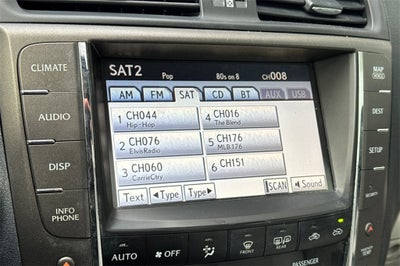 SAT2
Pop 80s on 8 CH008
AM FM SAT CD BT AUX USB
1 CH044 Hip-Hop
4 CH016 The Blend
2 CH076 ElvisRadio
5 CH176 MLB176
3 CH060 CarrieCtry
6 CH151
Text ◄Type Type► SCAN Sound
CLIMATE
AUDIO
DISP
INFO
PHONE
MAP
DEST
SETUP
AUTO OFF FRONT REAR
PASSENGER